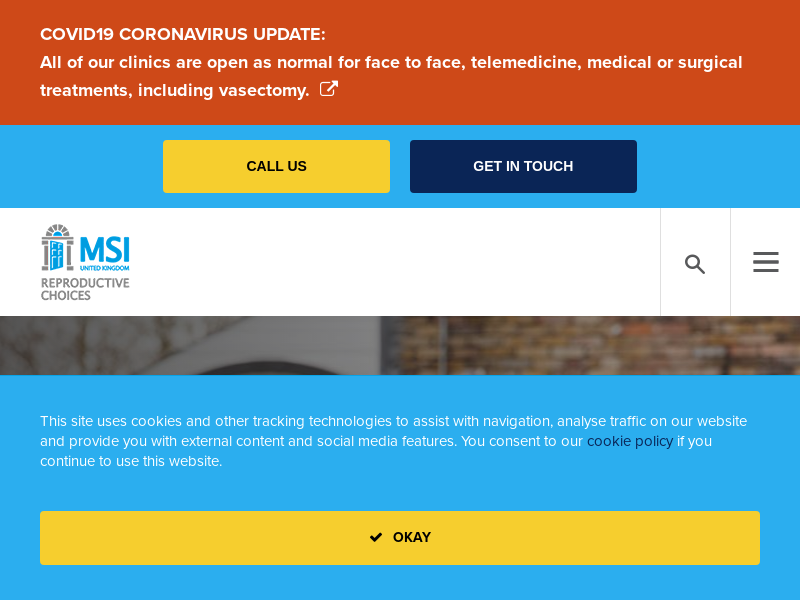 COVID19 CORONAVIRUS UPDATE:
All of our clinics are open as normal for face to face, telemedicine, medical or surgical
treatments, including vasectomy.
CALL US
GET IN TOUCH
MSI
UNITED KINGDOM
REPRODUCTIVE
CHOICES
This site uses cookies and other tracking technologies to assist with navigation, analyse traffic on our website
and provide you with external content and social media features. You consent to our cookie policy if you
continue to use this website.
OKAY